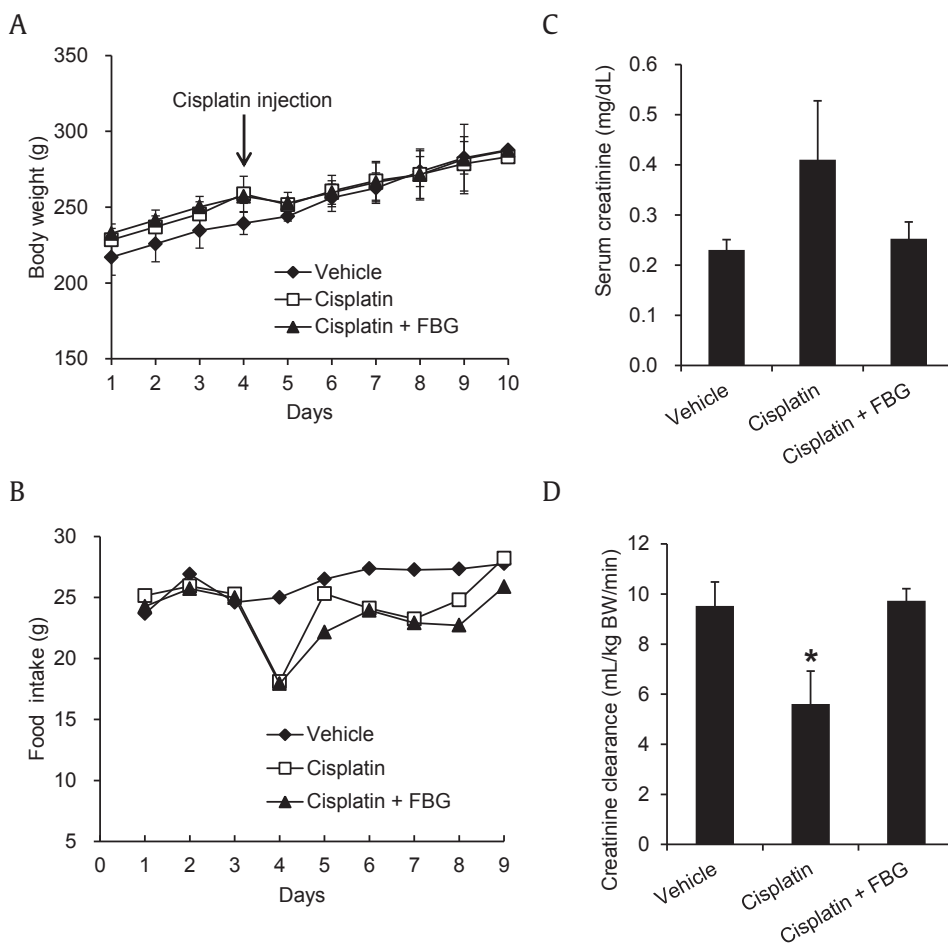 A
350
300
250
200
150
Body weight (g)
Cisplatin injection
Vehicle
Cisplatin
Cisplatin + FBG
1 2 3 4 5 6 7 8 9 10
Days
B
30
25
20
15
10
5
Food intake (g)
Vehicle
Cisplatin
Cisplatin + FBG
0 1 2 3 4 5 6 7 8 9
Days
C
0.6
0.5
0.4
0.3
0.2
0.1
0.0
Serum creatinine (mg/dL)
Vehicle
Cisplatin
Cisplatin + FBG
D
12
10
8
6
4
2
0
Creatinine clearance (mL/kg BW/min)
*
Vehicle
Cisplatin
Cisplatin + FBG